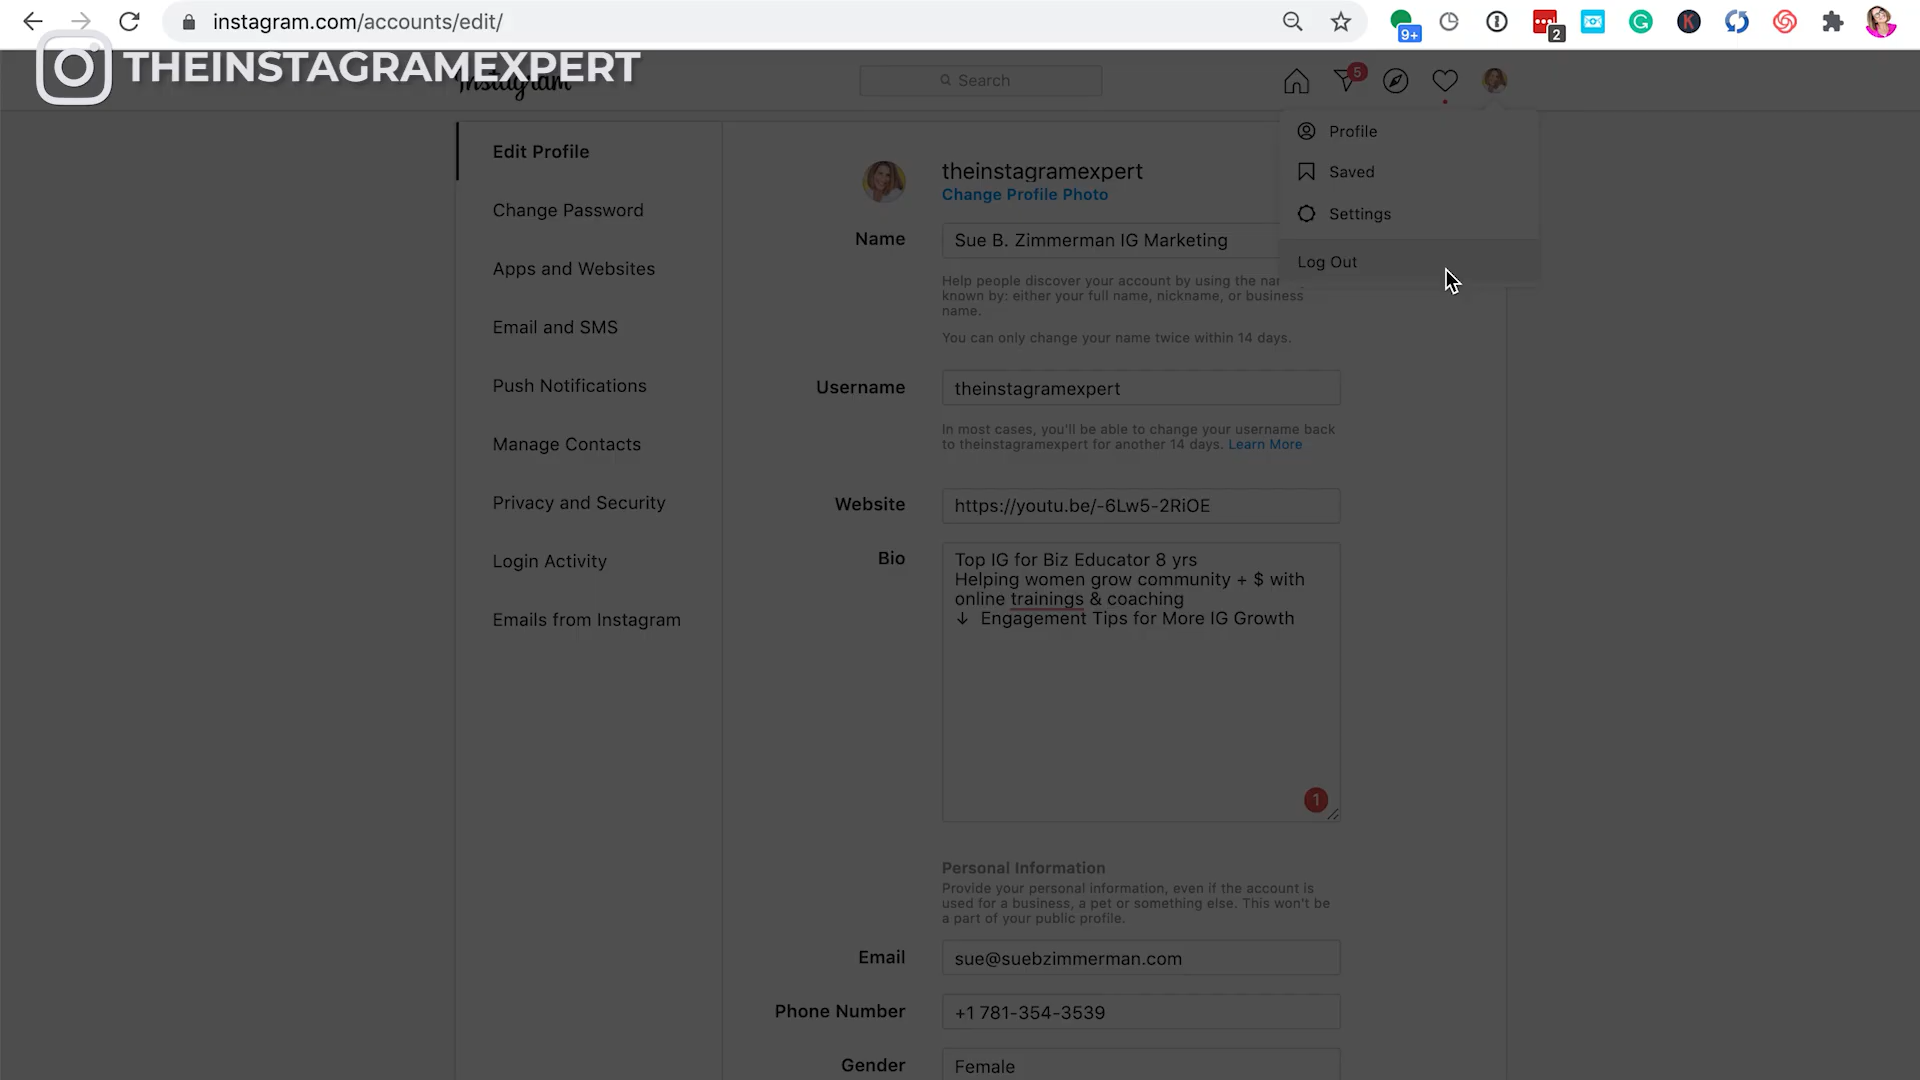 instagram.com/accounts/edit/
9+
2
THEINSTAGRAMEXPERT
Instagram
Search
5
Profile
Saved
Settings
Log Out
Edit Profile
Change Password
Apps and Websites
Email and SMS
Push Notifications
Manage Contacts
Privacy and Security
Login Activity
Emails from Instagram
theinstagramexpert
Change Profile Photo
Name
Sue B. Zimmerman IG Marketing
Help people discover your account by using the
known by: either your full name, nickname, or business
name.
You can only change your name twice within 14 days.
Username
theinstagramexpert
In most cases, you'll be able to change your username back
to theinstagramexpert for another 14 days. Learn More
Website
https://youtu.be/-6Lw5-2RiOE
Bio
Top IG for Biz Educator 8 yrs
Helping women grow community + $ with
online trainings & coaching
↓ Engagement Tips for More IG Growth
1
Personal Information
Provide your personal information, even if the account is
used for a business, a pet or something else. This won't be
a part of your public profile.
Email
sue@suebzimmerman.com
Phone Number
+1 781-354-3539
Gender
Female